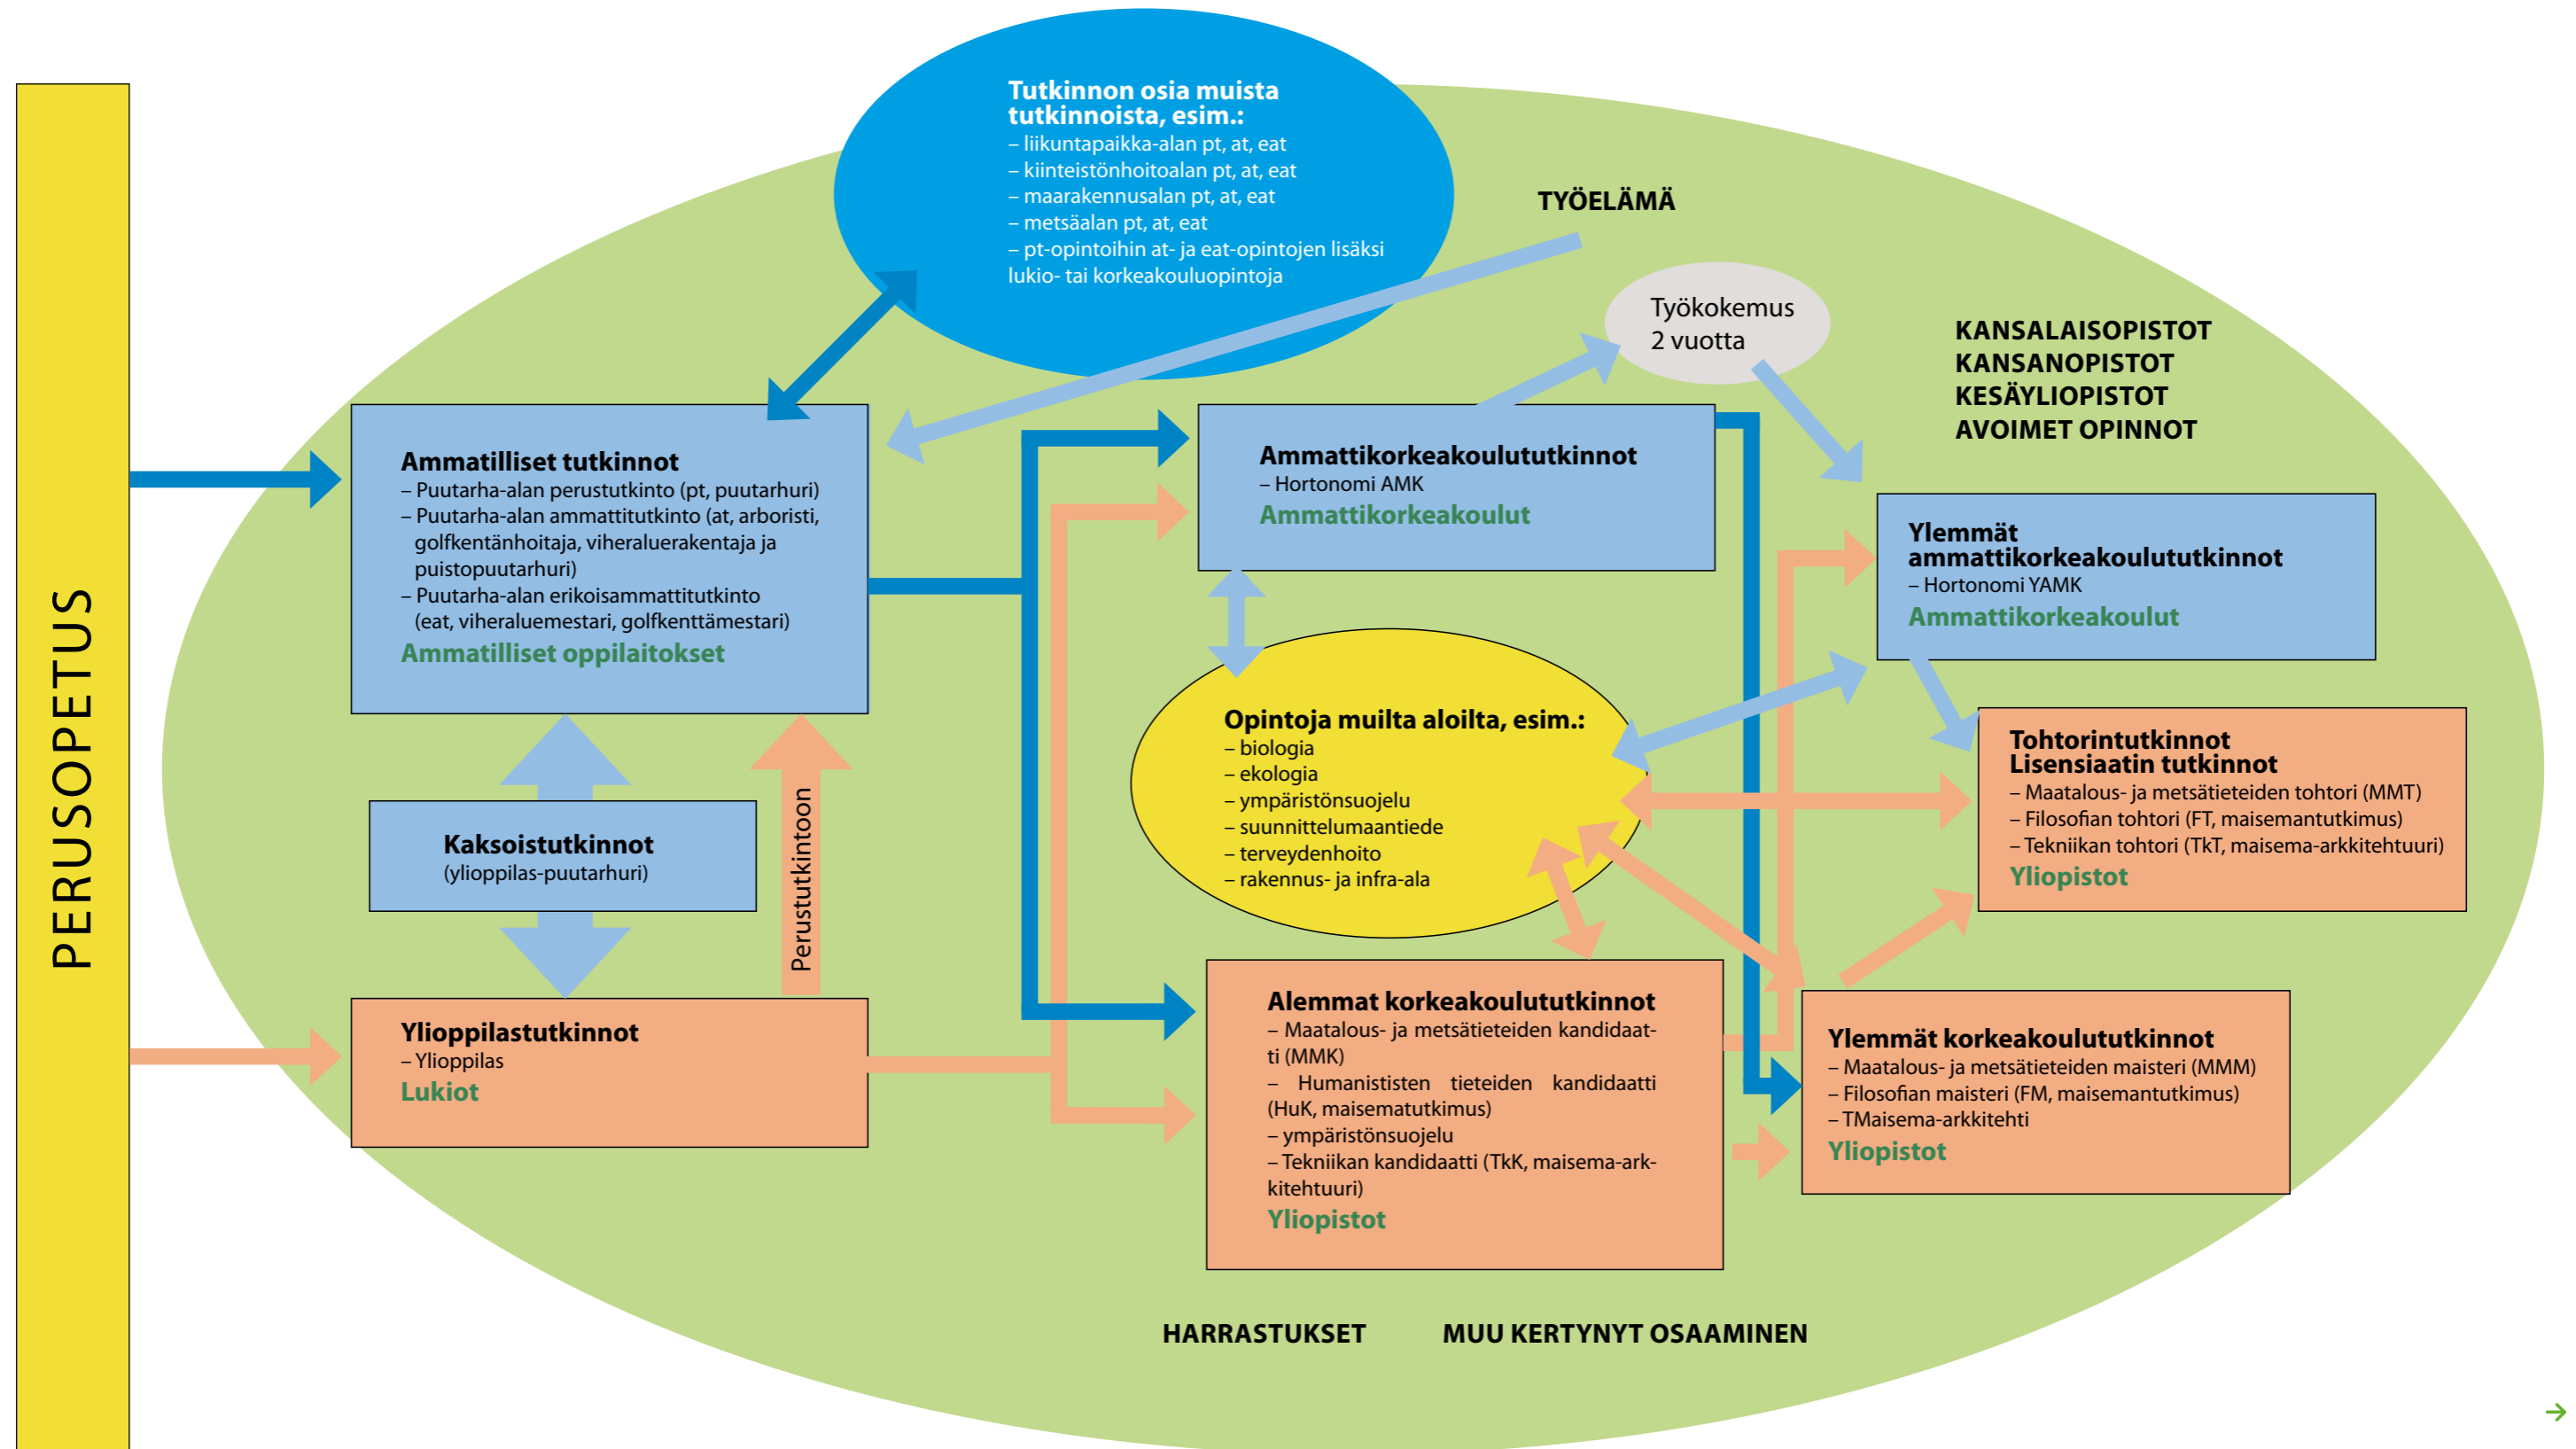 PERUSOPETUS
Tutkinnon osia muista
tutkinnoista, esim.:
– liikuntapaikka-alan pt, at, eat
– kiinteistönhoitoalan pt, at, eat
– maarakennusalan pt, at, eat
– metsäalan pt, at, eat
– pt-opintoihin at- ja eat-opintojen lisäksi
lukio- tai korkeakouluopintoja
TYÖELÄMÄ
Työkokemus
2 vuotta
KANSALAISOPISTOT
KANSANOPISTOT
KESÄYLIOPISTOT
AVOIMET OPINNOT
Ammatilliset tutkinnot
– Puutarha-alan perustutkinto (pt, puutarhuri)
– Puutarha-alan ammattitutkinto (at, arboristi,
golfkentänhoitaja, viheraluerakentaja ja
puistopuutarhuri)
– Puutarha-alan erikoisammattitutkinto
(eat, viheraluemestari, golfkenttämestari)
Ammatilliset oppilaitokset
Ammattikorkeakoulututkinnot
– Hortonomi AMK
Ammattikorkeakoulut
Ylemmät
ammattikorkeakoulututkinnot
– Hortonomi YAMK
Ammattikorkeakoulut
Kaksoistutkinnot
(ylioppilas-puutarhuri)
Perustutkintoon
Opintoja muilta aloilta, esim.:
– biologia
– ekologia
– ympäristönsuojelu
– suunnittelumaantiede
– terveydenhoito
– rakennus- ja infra-ala
Tohtorintutkinnot
Lisensiaatin tutkinnot
– Maatalous- ja metsätieteiden tohtori (MMT)
– Filosofian tohtori (FT, maisemantutkimus)
– Tekniikan tohtori (TkT, maisema-arkkitehtuuri)
Yliopistot
Ylioppilastutkinnot
– Ylioppilas
Lukiot
Alemmat korkeakoulututkinnot
– Maatalous- ja metsätieteiden kandidaat-
ti (MMK)
– Humanististen tieteiden kandidaatti
(HuK, maisematutkimus)
– ympäristönsuojelu
– Tekniikan kandidaatti (TkK, maisema-ark-
kitehtuuri)
Yliopistot
Ylemmät korkeakoulututkinnot
– Maatalous- ja metsätieteiden maisteri (MMM)
– Filosofian maisteri (FM, maisemantutkimus)
– TMaisema-arkkitehti
Yliopistot
HARRASTUKSET
MUU KERTYNYT OSAAMINEN